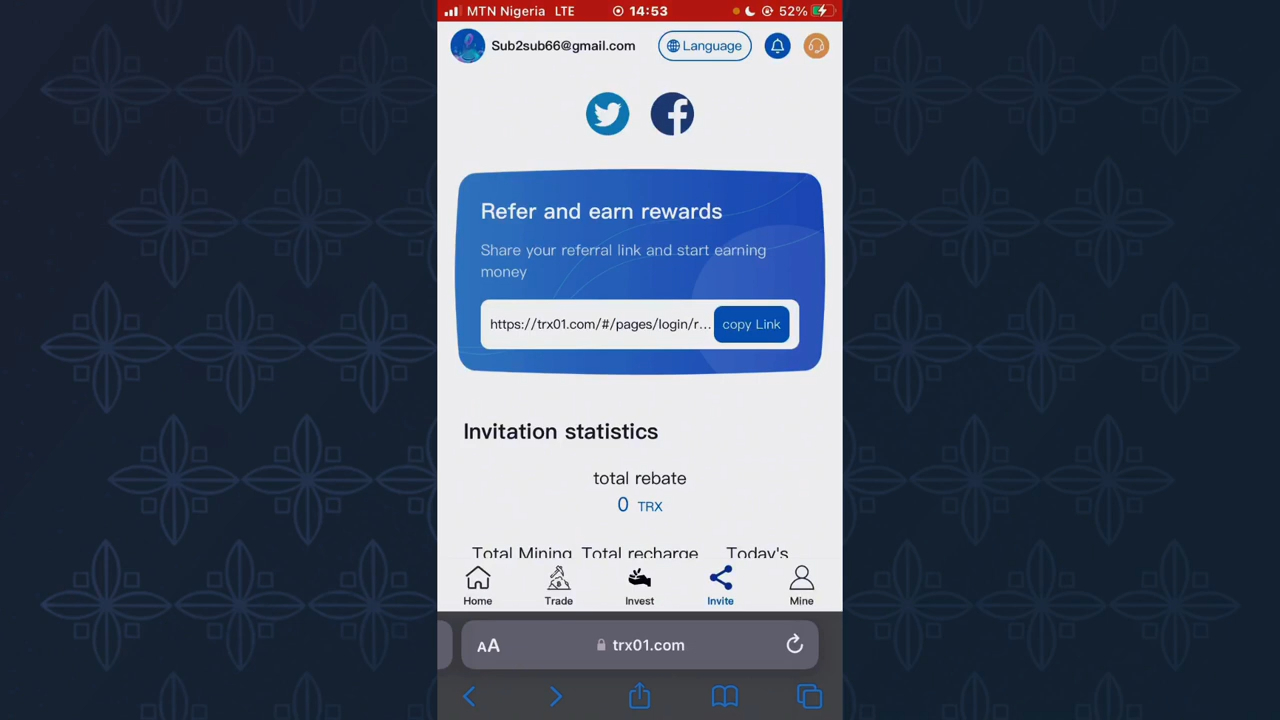 MTN Nigeria LTE 14:53 52%
Sub2sub66@gmail.com Language
Refer and earn rewards
Share your referral link and start earning
money
https://trx01.com/#/pages/login/r... copy Link
Invitation statistics
total rebate
0 TRX
Total Mining Total recharge Today's
Home Trade Invest Invite Mine
AA trx01.com